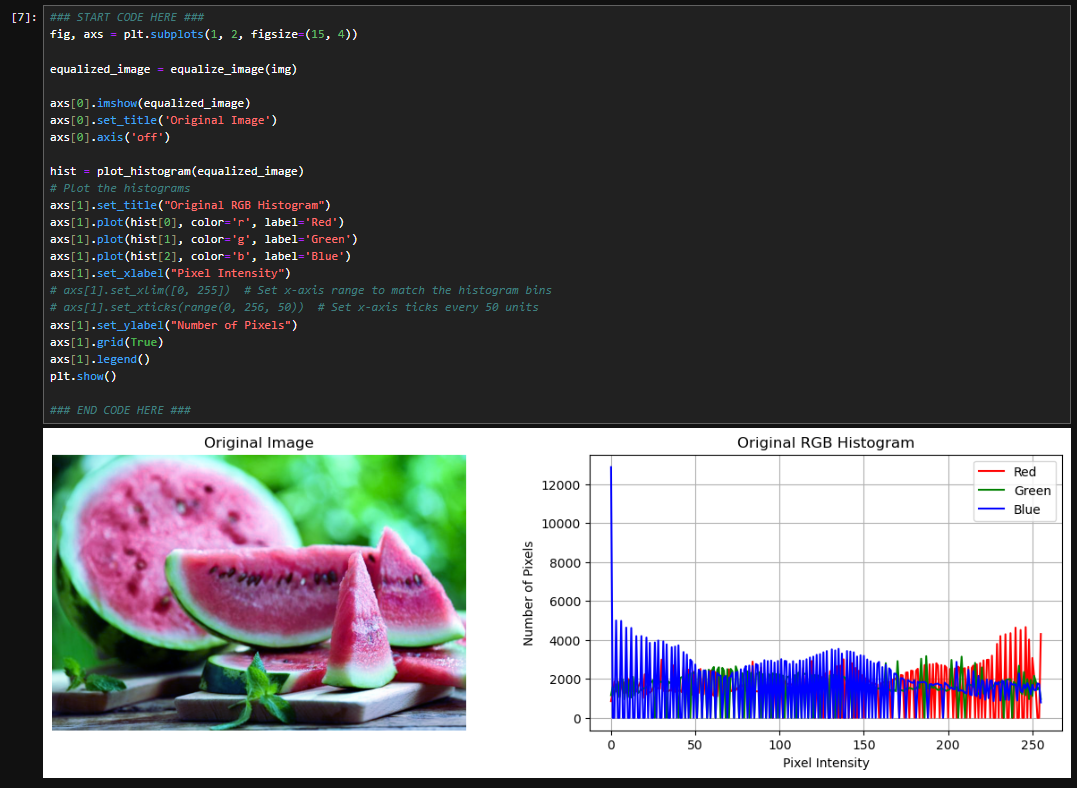 [7]:
### START CODE HERE ###
fig, axs = plt.subplots(1, 2, figsize=(15, 4))
equalized_image = equalize_image(img)
axs[0].imshow(equalized_image)
axs[0].set_title('Original Image')
axs[0].axis('off')
hist = plot_histogram(equalized_image)
# Plot the histograms
axs[1].set_title("Original RGB Histogram")
axs[1].plot(hist[0], color='r', label='Red')
axs[1].plot(hist[1], color='g', label='Green')
axs[1].plot(hist[2], color='b', label='Blue')
axs[1].set_xlabel("Pixel Intensity")
# axs[1].set_xlim([0, 255])  # Set x-axis range to match the histogram bins
# axs[1].set_xticks(range(0, 256, 50))  # Set x-axis ticks every 50 units
axs[1].set_ylabel("Number of Pixels")
axs[1].grid(True)
axs[1].legend()
plt.show()
### END CODE HERE ###
Original Image
Original RGB Histogram
Red
Green
Blue
12000
10000
8000
6000
4000
2000
0
Number of Pixels
0 50 100 150 200 250
Pixel Intensity